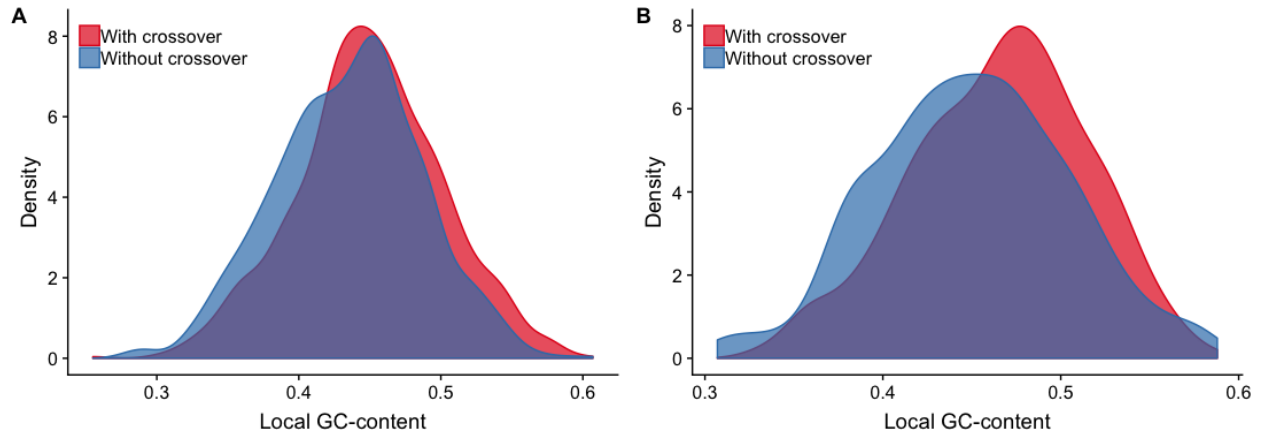 A
With crossover
Without crossover
8
6
4
2
0
Density
0.3 0.4 0.5 0.6
Local GC-content
B
With crossover
Without crossover
8
6
4
2
0
Density
0.3 0.4 0.5 0.6
Local GC-content